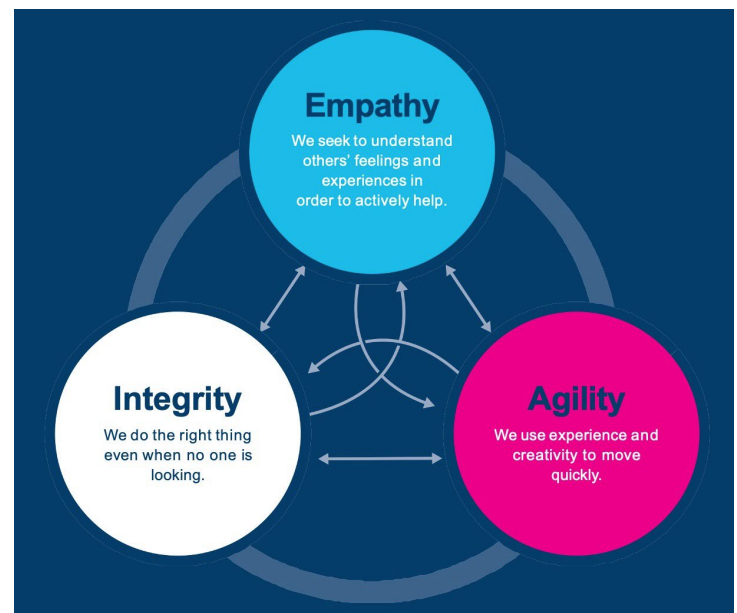 Empathy
We seek to understand
others' feelings and
experiences in
order to actively help.
Integrity
We do the right thing
even when no one is
looking.
Agility
We use experience and
creativity to move
quickly.